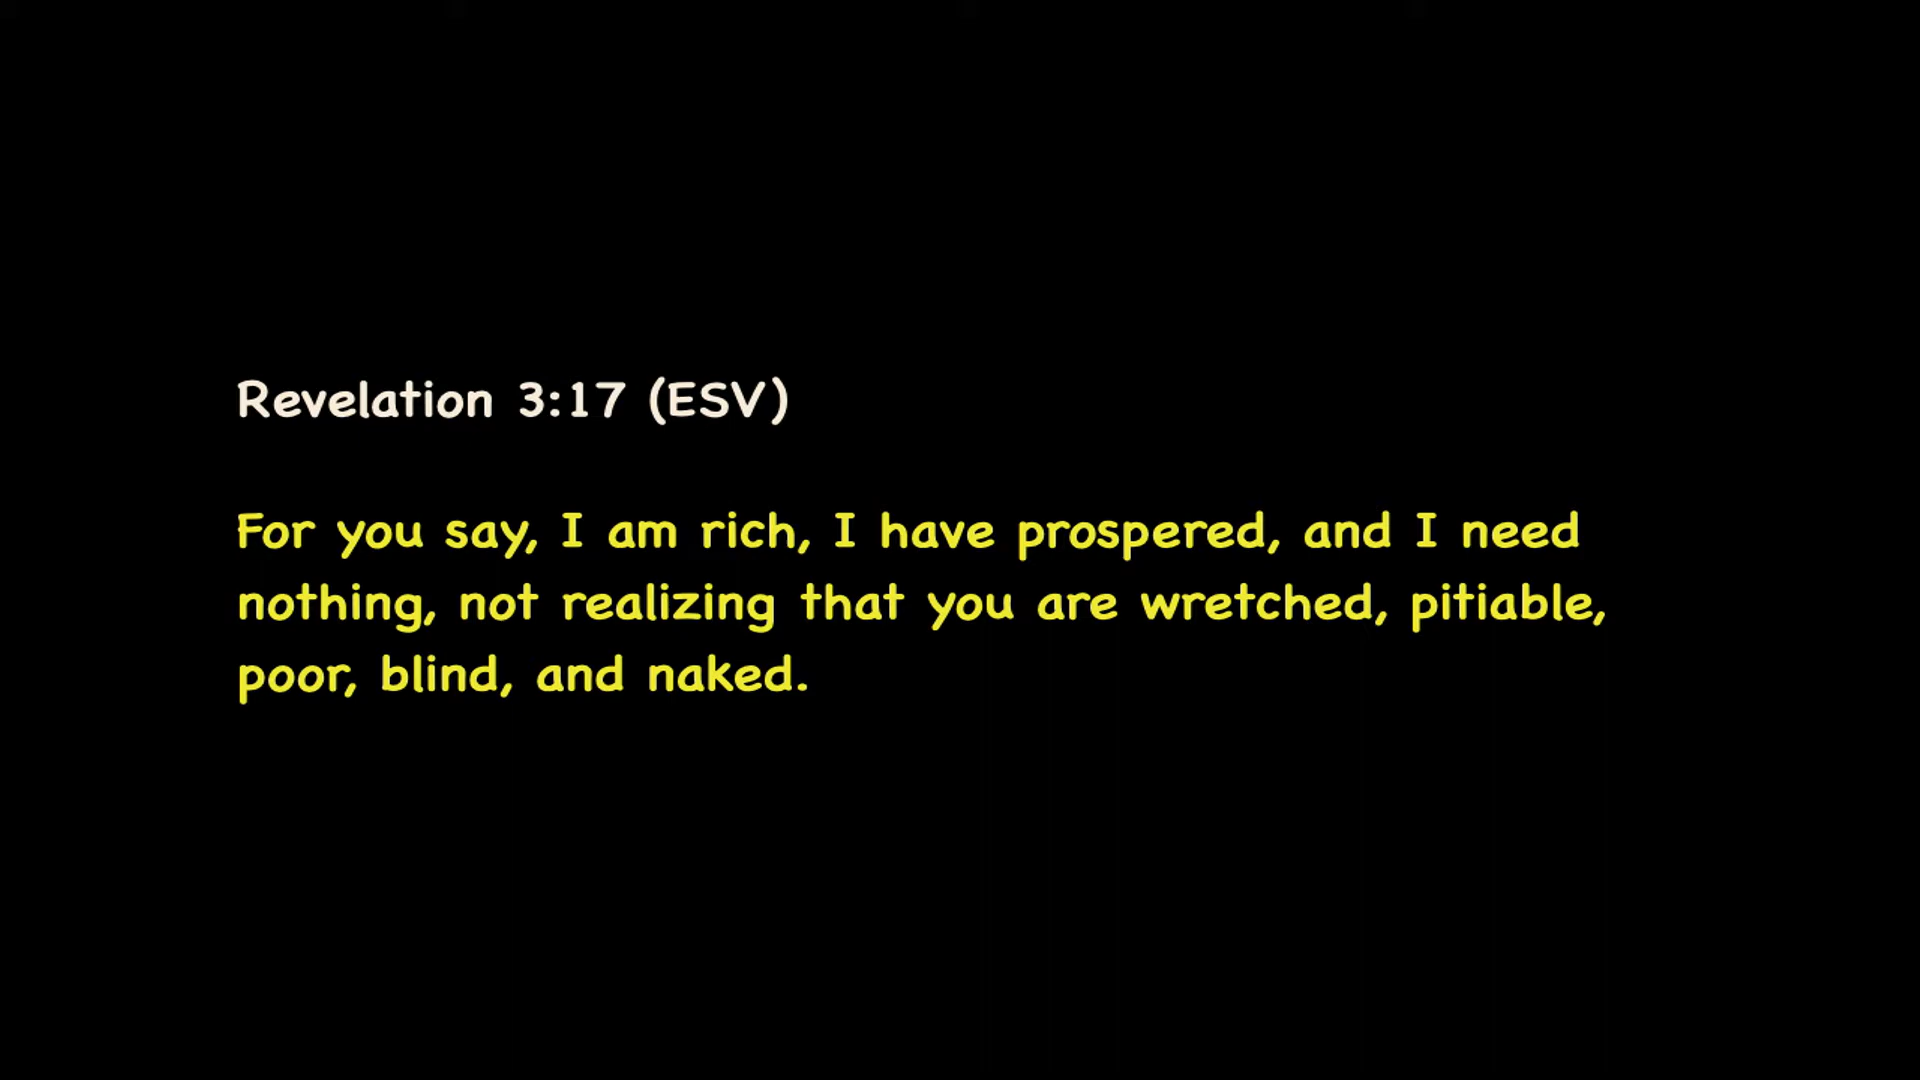 Revelation 3:17 (ESV)
For you say, I am rich, I have prospered, and I need
nothing, not realizing that you are wretched, pitiable,
poor, blind, and naked.